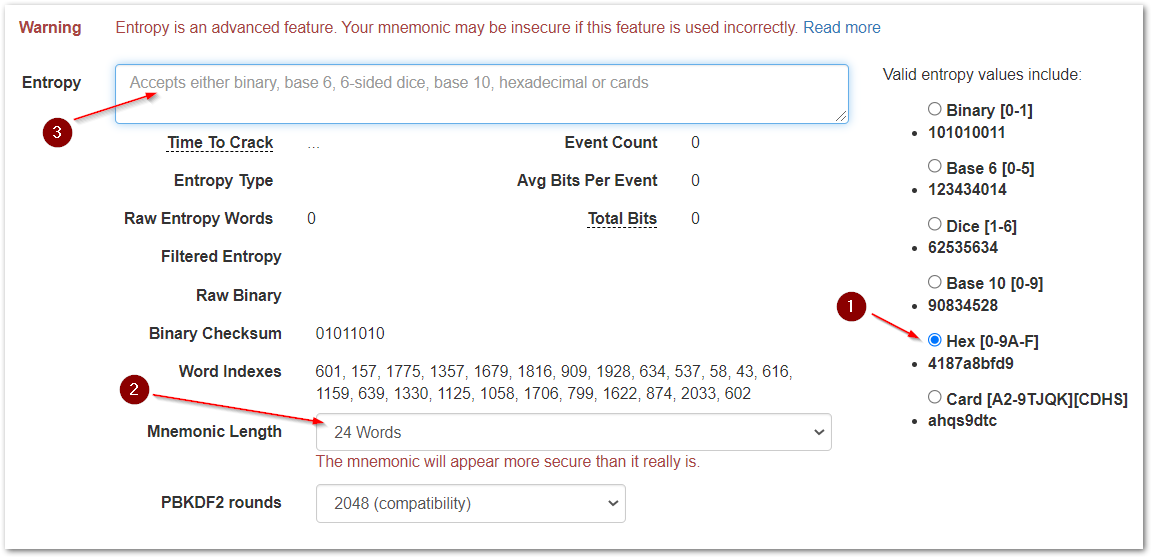 Warning Entropy is an advanced feature. Your mnemonic may be insecure if this feature is used incorrectly. Read more
Entropy Accepts either binary, base 6, 6-sided dice, base 10, hexadecimal or cards
3
Time To Crack ... Event Count 0
Entropy Type Avg Bits Per Event 0
Raw Entropy Words 0 Total Bits 0
Filtered Entropy
Raw Binary
Binary Checksum 01011010
Word Indexes 601, 157, 1775, 1357, 1679, 1816, 909, 1928, 634, 537, 58, 43, 616,
1159, 639, 1330, 1125, 1058, 1706, 799, 1622, 874, 2033, 602
2
Mnemonic Length 24 Words
The mnemonic will appear more secure than it really is.
PBKDF2 rounds 2048 (compatibility)
Valid entropy values include:
Binary [0-1]
• 101010011
Base 6 [0-5]
• 123434014
Dice [1-6]
• 62535634
Base 10 [0-9]
• 90834528
1
Hex [0-9A-F]
• 4187a8bfd9
Card [A2-9TJQK][CDHS]
• ahqs9dtc